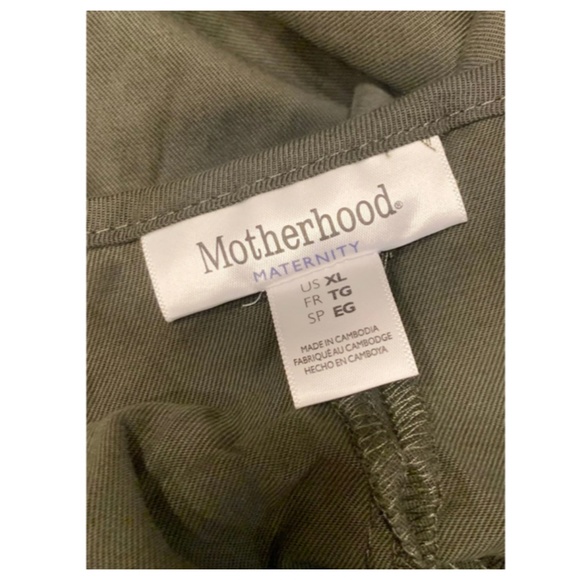 Motherhood®
MATERNITY
US XL
FR TG
SP EG
MADE IN CAMBODIA
FABRIQUÉ AU CAMBODGE
HECHO EN CAMBOYA